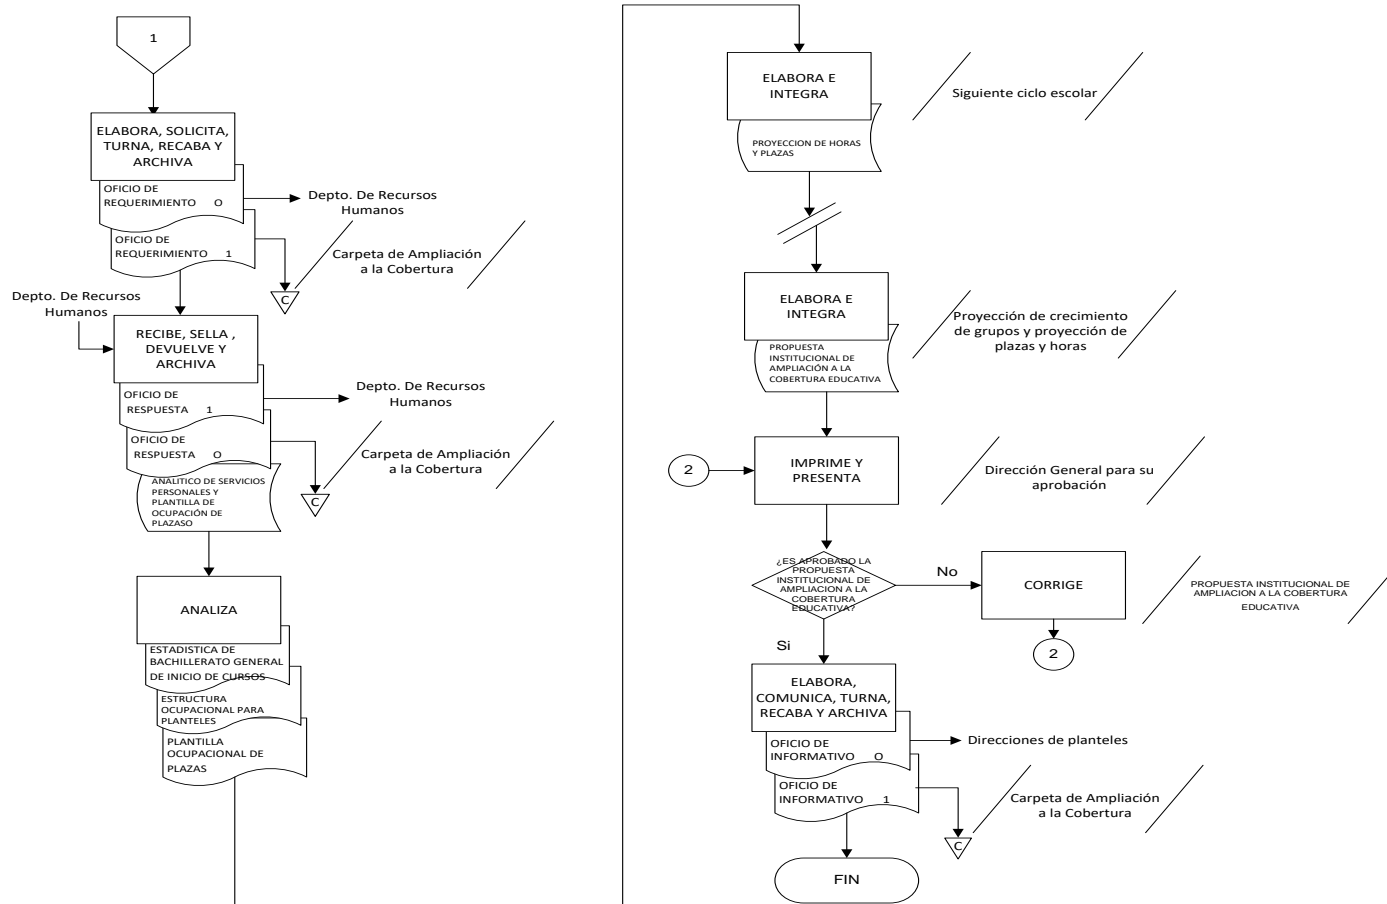 1
ELABORA, SOLICITA,
TURNA, RECABA Y
ARCHIVA
OFICIO DE
REQUERIMIENTO O
Depto. De Recursos
Humanos
OFICIO DE
REQUERIMIENTO 1
Carpeta de Ampliación
a la Cobertura
C
Depto. De Recursos
Humanos
RECIBE, SELLA ,
DEVUELVE Y
ARCHIVA
OFICIO DE
RESPUESTA 1
Depto. De Recursos
Humanos
OFICIO DE
RESPUESTA O
Carpeta de Ampliación
a la Cobertura
C
ANALITICO DE SERVICIOS
PERSONALES Y
PLANTILLA DE
OCUPACIÓN DE
PLAZASO
ANALIZA
ESTADISTICA DE
BACHILLERATO GENERAL
DE INICIO DE CURSOS
ESTRUCTURA
OCUPACIONAL PARA
PLANTELES
PLANTILLA
OCUPACIONAL DE
PLAZAS
ELABORA E
INTEGRA
Siguiente ciclo escolar
PROYECCION DE HORAS
Y PLAZAS
ELABORA E
INTEGRA
Proyección de crecimiento
de grupos y proyección de
plazas y horas
PROPUESTA
INSTITUCIONAL DE
AMPLIACIÓN A LA
COBERTURA EDUCATIVA
2
IMPRIME Y
PRESENTA
Dirección General para su
aprobación
¿ES APROBADO LA
PROPUESTA
INSTITUCIONAL DE
AMPLIACION A LA
COBERTURA
EDUCATIVA?
No
CORRIGE
PROPUESTA INSTITUCIONAL DE
AMPLIACION A LA COBERTURA
EDUCATIVA
2
Si
ELABORA,
COMUNICA, TURNA,
RECABA Y ARCHIVA
OFICIO DE
INFORMATIVO O
Direcciones de planteles
OFICIO DE
INFORMATIVO 1
Carpeta de Ampliación
a la Cobertura
C
FIN